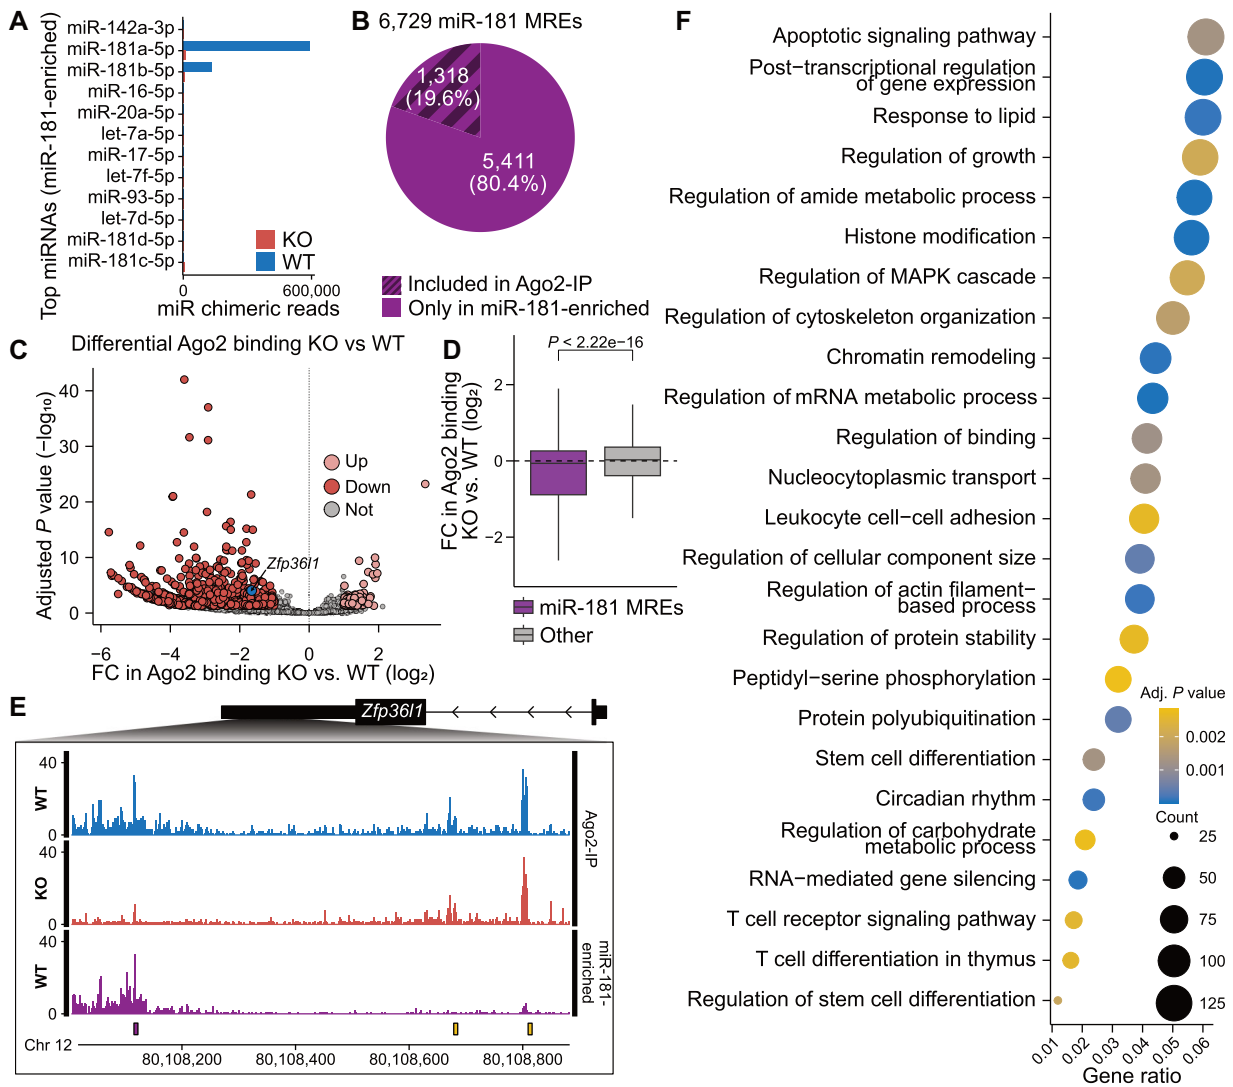 A
Top miRNAs (miR-181-enriched)
miR-142a-3p
miR-181a-5p
miR-181b-5p
miR-16-5p
miR-20a-5p
let-7a-5p
miR-17-5p
let-7f-5p
miR-93-5p
let-7d-5p
miR-181d-5p
miR-181c-5p
KO
WT
0
600,000
miR chimeric reads
B
6,729 miR-181 MREs
1,318
(19.6%)
5,411
(80.4%)
Included in Ago2-IP
Only in miR-181-enriched
C
Differential Ago2 binding KO vs WT
Adjusted P value (−log₁₀)
40
30
20
10
0
Up
Down
Not
Zfp36l1
−6
−4
−2
0
2
FC in Ago2 binding KO vs. WT (log₂)
D
FC in Ago2 binding
KO vs. WT (log₂)
P < 2.22e−16
2
0
−2
miR-181 MREs
Other
E
Zfp36l1
40
WT
0
40
KO
0
Ago2-IP
40
WT
0
miR-181-
enriched
Chr 12
80,108,200
80,108,400
80,108,600
80,108,800
F
Apoptotic signaling pathway
Post−transcriptional regulation
of gene expression
Response to lipid
Regulation of growth
Regulation of amide metabolic process
Histone modification
Regulation of MAPK cascade
Regulation of cytoskeleton organization
Chromatin remodeling
Regulation of mRNA metabolic process
Regulation of binding
Nucleocytoplasmic transport
Leukocyte cell−cell adhesion
Regulation of cellular component size
Regulation of actin filament−
based process
Regulation of protein stability
Peptidyl−serine phosphorylation
Protein polyubiquitination
Stem cell differentiation
Circadian rhythm
Regulation of carbohydrate
metabolic process
RNA−mediated gene silencing
T cell receptor signaling pathway
T cell differentiation in thymus
Regulation of stem cell differentiation
Adj. P value
0.002
0.001
Count
25
50
75
100
125
0.01
0.02
0.03
0.04
0.05
0.06
Gene ratio